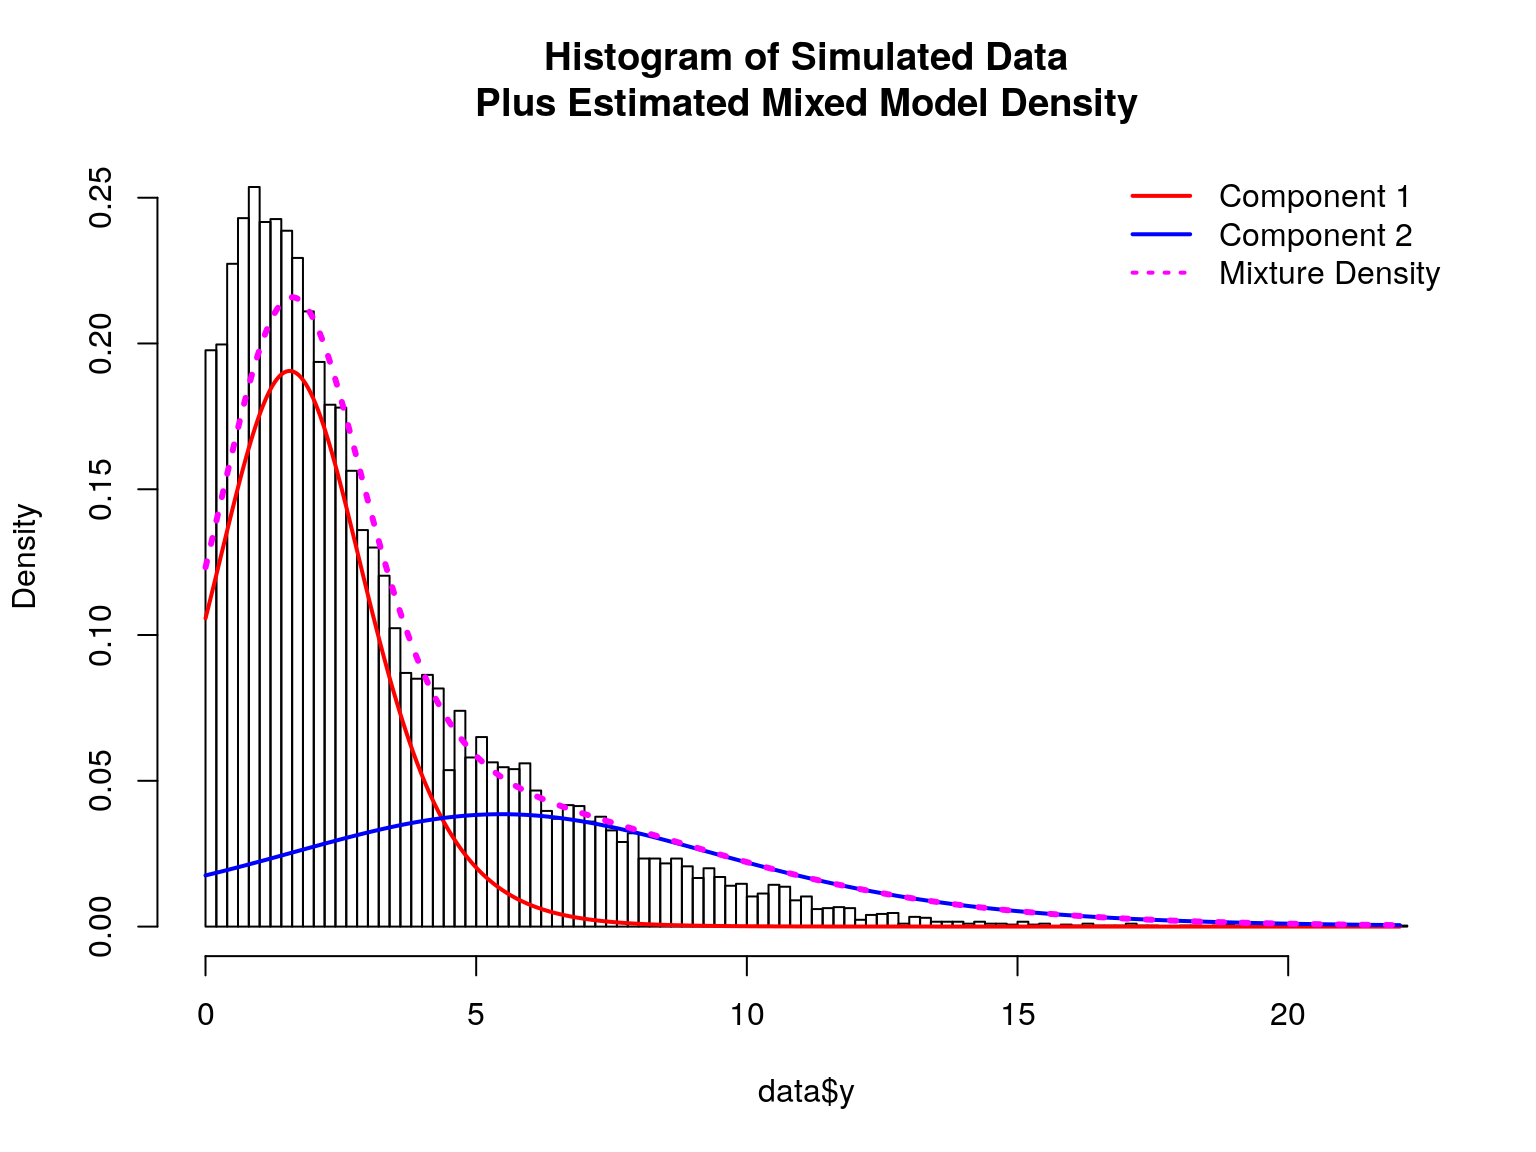 Histogram of Simulated Data
Plus Estimated Mixed Model Density
Component 1
Component 2
Mixture Density
0.25
0.20
0.15
0.10
0.05
0.00
Density
0
5
10
15
20
data$y